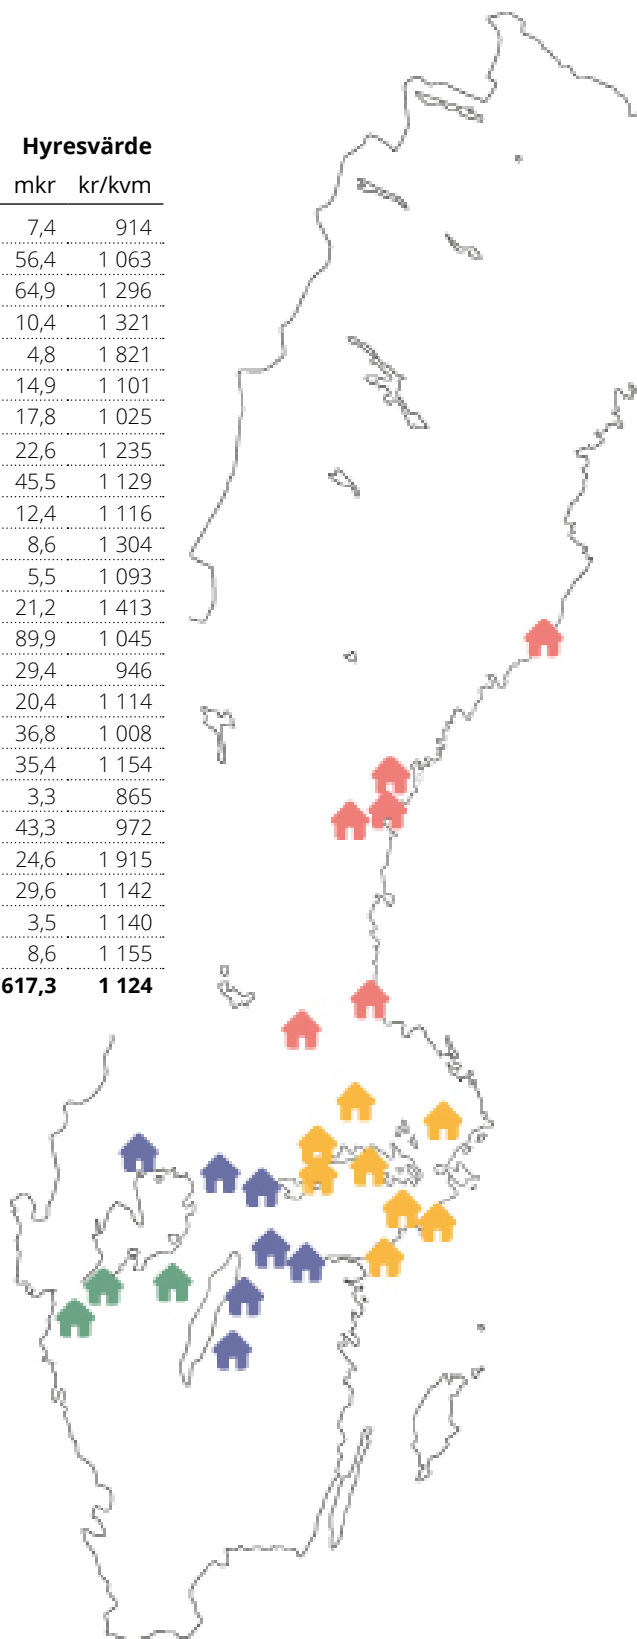 Hyresvärde
mkr kr/kvm
7,4 914
56,4 1 063
64,9 1 296
10,4 1 321
4,8 1 821
14,9 1 101
17,8 1 025
22,6 1 235
45,5 1 129
12,4 1 116
8,6 1 304
5,5 1 093
21,2 1 413
89,9 1 045
29,4 946
20,4 1 114
36,8 1 008
35,4 1 154
3,3 865
43,3 972
24,6 1 915
29,6 1 142
3,5 1 140
8,6 1 155
617,3 1 124